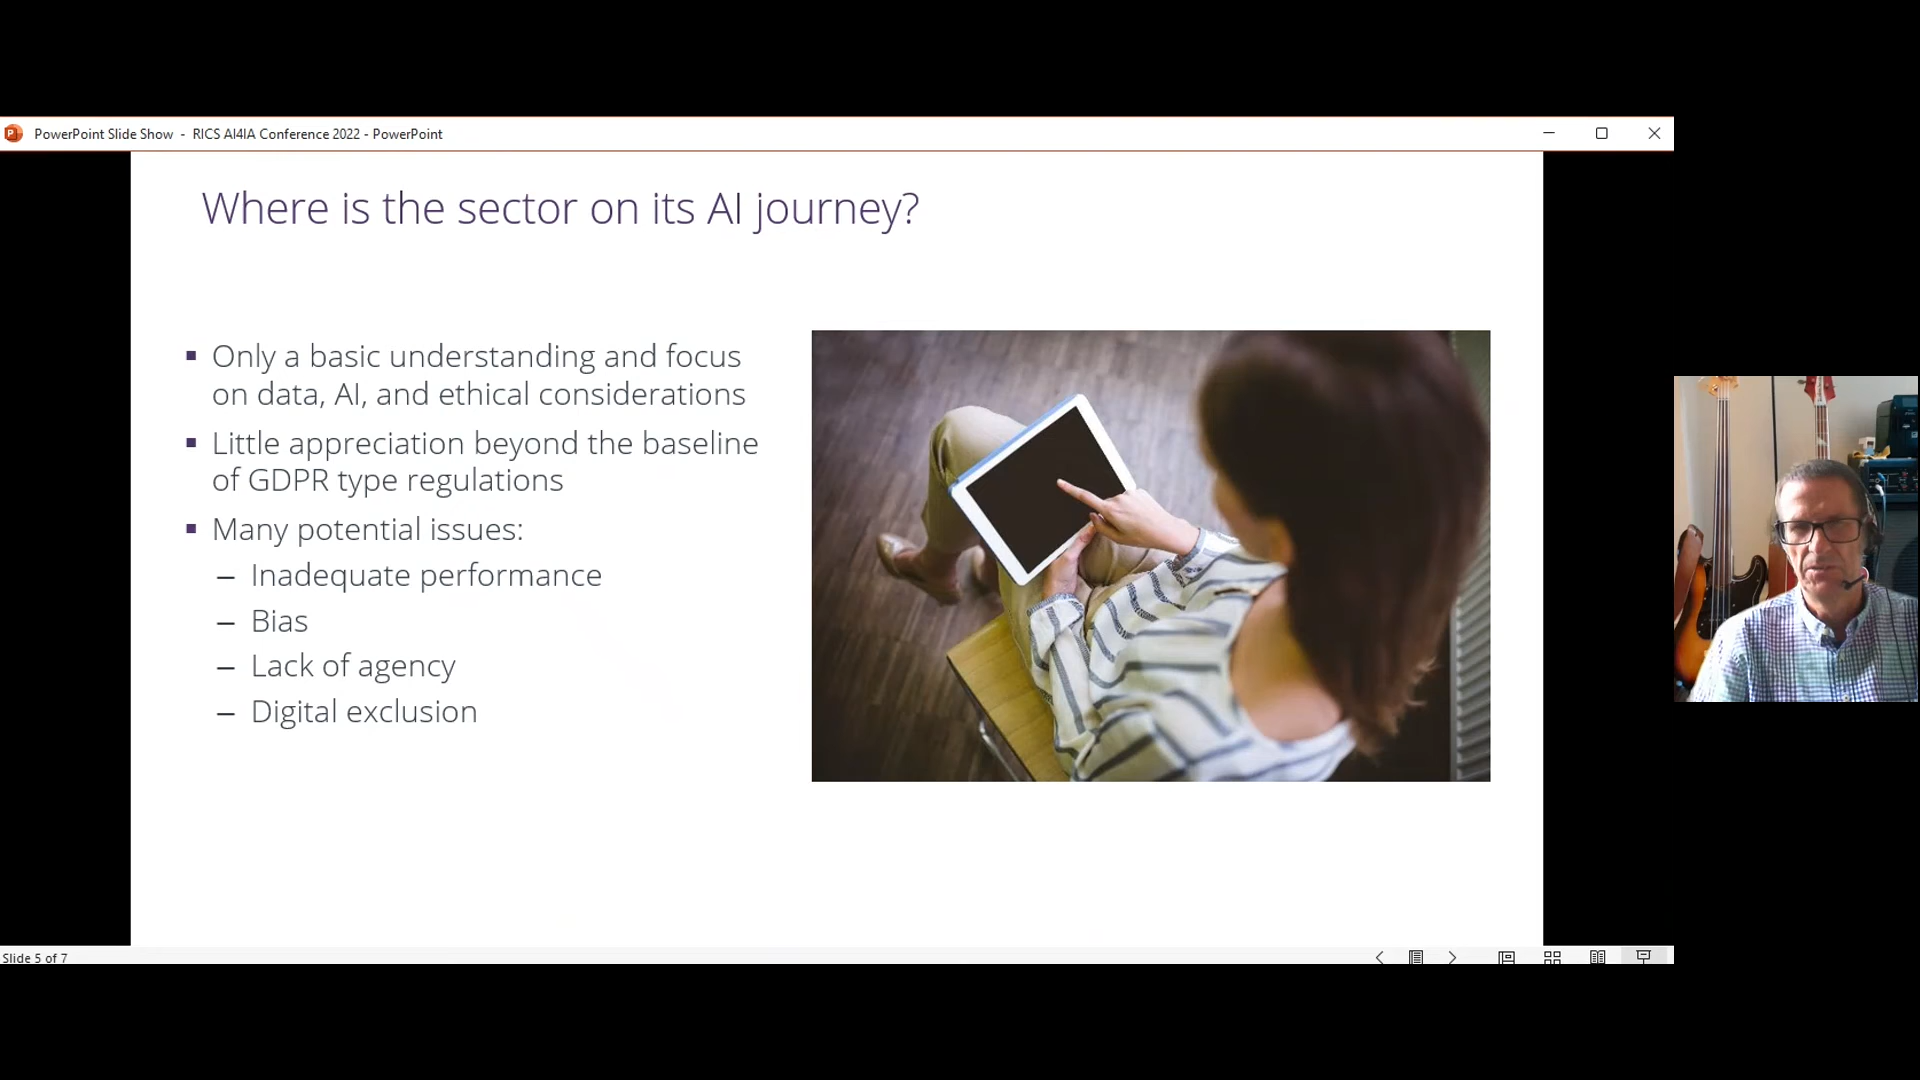 PowerPoint Slide Show - RICS AI4IA Conference 2022 - PowerPoint
Where is the sector on its AI journey?
▪ Only a basic understanding and focus
on data, AI, and ethical considerations
▪ Little appreciation beyond the baseline
of GDPR type regulations
▪ Many potential issues:
– Inadequate performance
– Bias
– Lack of agency
– Digital exclusion
Slide 5 of 7